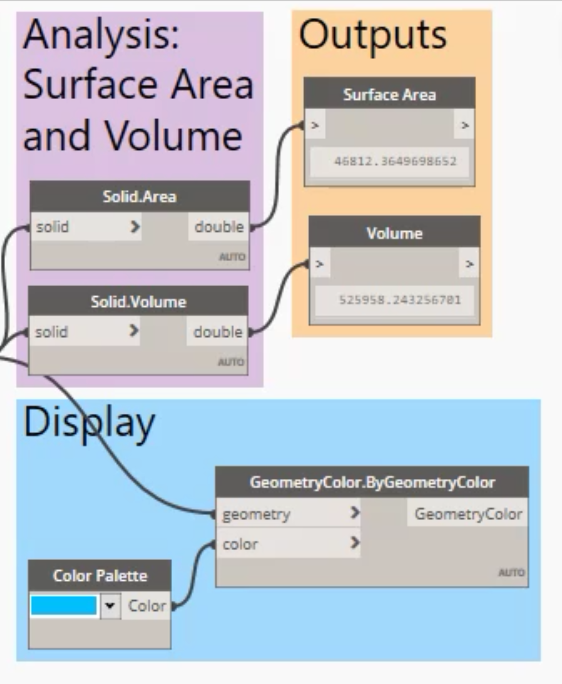 Analysis:
Surface Area
and Volume
Solid.Area
solid > double
AUTO
Solid.Volume
solid > double
AUTO
Outputs
Surface Area
> >
46812.3649698652
Volume
> >
525958.243256701
Display
GeometryColor.ByGeometryColor
geometry > GeometryColor
color >
AUTO
Color Palette
Color